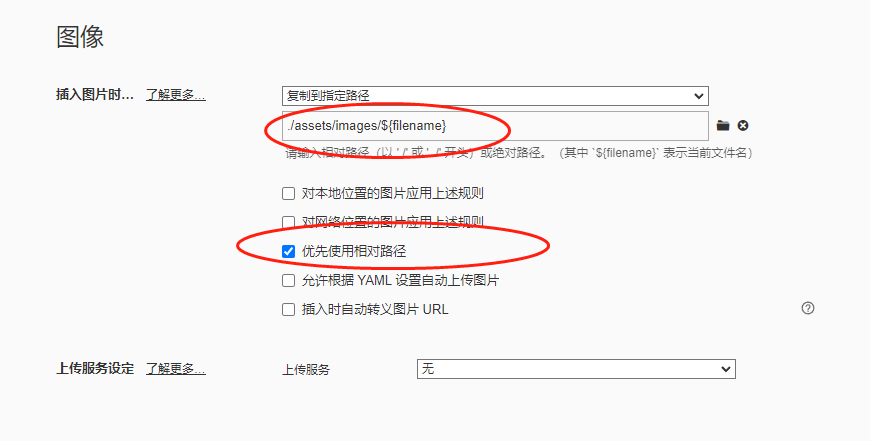 图像
插入图片时... 了解更多... 复制到指定路径
./assets/images/${filename}
请输入相对路径（以 './' 或 '../' 开头）或绝对路径。（其中 `${filename}` 表示当前文件名）
对本地位置的图片应用上述规则
对网络位置的图片应用上述规则
优先使用相对路径
允许根据 YAML 设置自动上传图片
插入时自动转义图片 URL
上传服务设定 了解更多... 上传服务 无